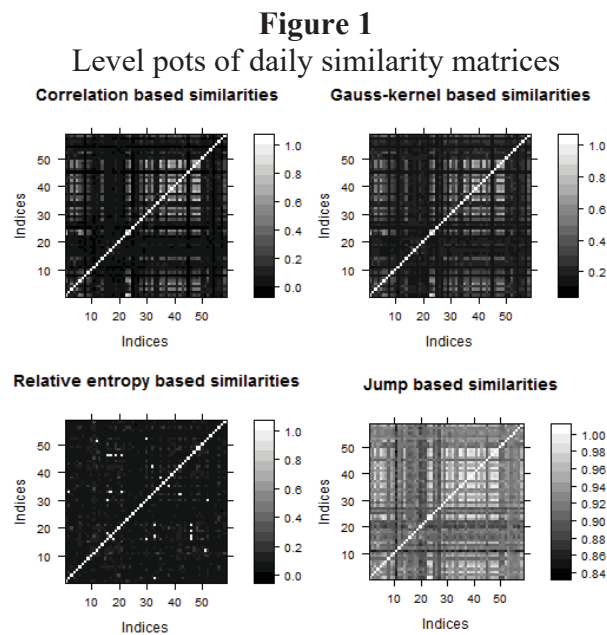 Figure 1
Level pots of daily similarity matrices
Correlation based similarities
Indices
50
40
30
20
10
10 20 30 40 50
Indices
1.0
0.8
0.6
0.4
0.2
0.0
Gauss-kernel based similarities
Indices
50
40
30
20
10
10 20 30 40 50
Indices
1.0
0.8
0.6
0.4
0.2
Relative entropy based similarities
Indices
50
40
30
20
10
10 20 30 40 50
Indices
1.0
0.8
0.6
0.4
0.2
0.0
Jump based similarities
Indices
50
40
30
20
10
10 20 30 40 50
Indices
1.00
0.98
0.96
0.94
0.92
0.90
0.88
0.86
0.84